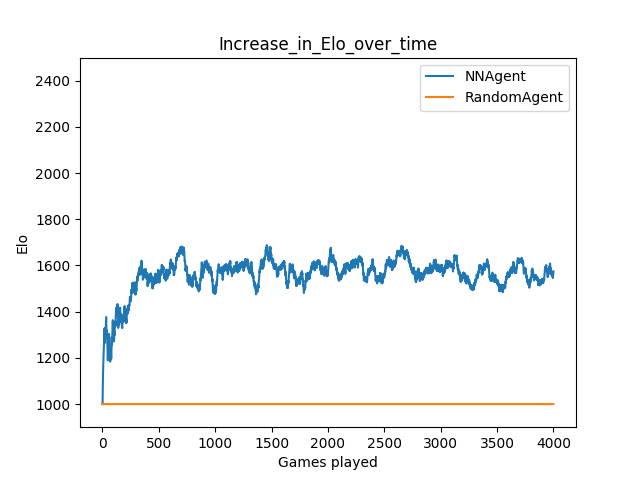 Increase_in_Elo_over_time
NNAgent
RandomAgent
2400
2200
2000
1800
1600
1400
1200
1000
Elo
0 500 1000 1500 2000 2500 3000 3500 4000
Games played